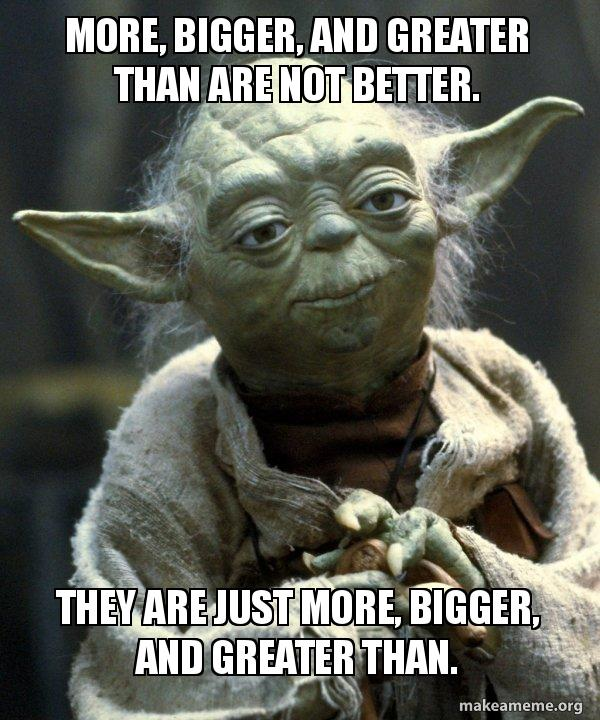 MORE, BIGGER, AND GREATER
THAN ARE NOT BETTER.
THEY ARE JUST MORE, BIGGER,
AND GREATER THAN.
makeameme.org